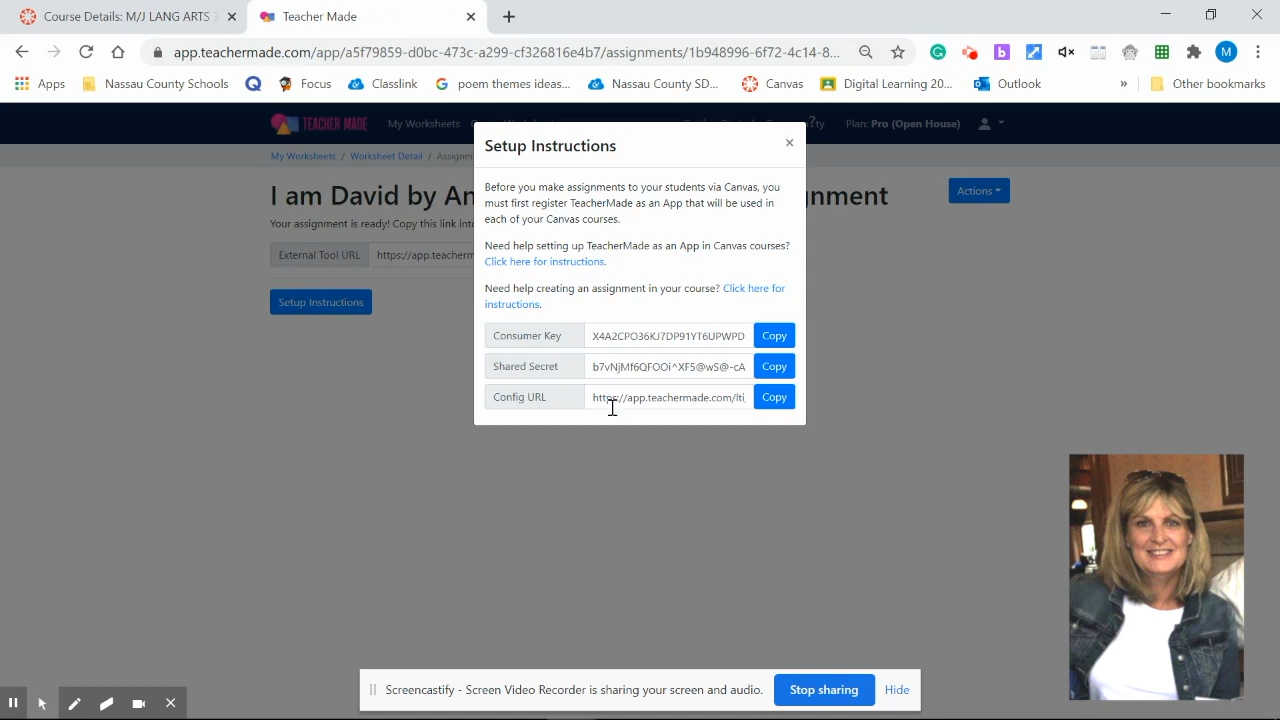 Course Details: M/J LANG ARTS 3
Teacher Made
app.teachermade.com/app/a5f79859-d0bc-473c-a299-cf326816e4b7/assignments/1b948996-6f72-4c14-8...
M
Apps
Nassau County Schools
Focus
Classlink
poem themes ideas...
Nassau County SD...
Canvas
Digital Learning 20...
Outlook
»
Other bookmarks
TEACHER MADE
My Worksheets
Plan: Pro (Open House)
My Worksheets / Worksheet Detail / Assignm
I am David by An
nment
Actions
Your assignment is ready! Copy this link int
External Tool URL
https://app.teacherm
Setup Instructions
Setup Instructions
×
Before you make assignments to your students via Canvas, you
must first register TeacherMade as an App that will be used in
each of your Canvas courses.
Need help setting up TeacherMade as an App in Canvas courses?
Click here for instructions.
Need help creating an assignment in your course? Click here for
instructions.
Consumer Key X4A2CPO36KJ7DP91YT6UPWPD Copy
Shared Secret b7vNjMf6QFOOi^XF5@wS@-cA Copy
Config URL https://app.teachermade.com/lti Copy
Screencastify - Screen Video Recorder is sharing your screen and audio.
Stop sharing
Hide